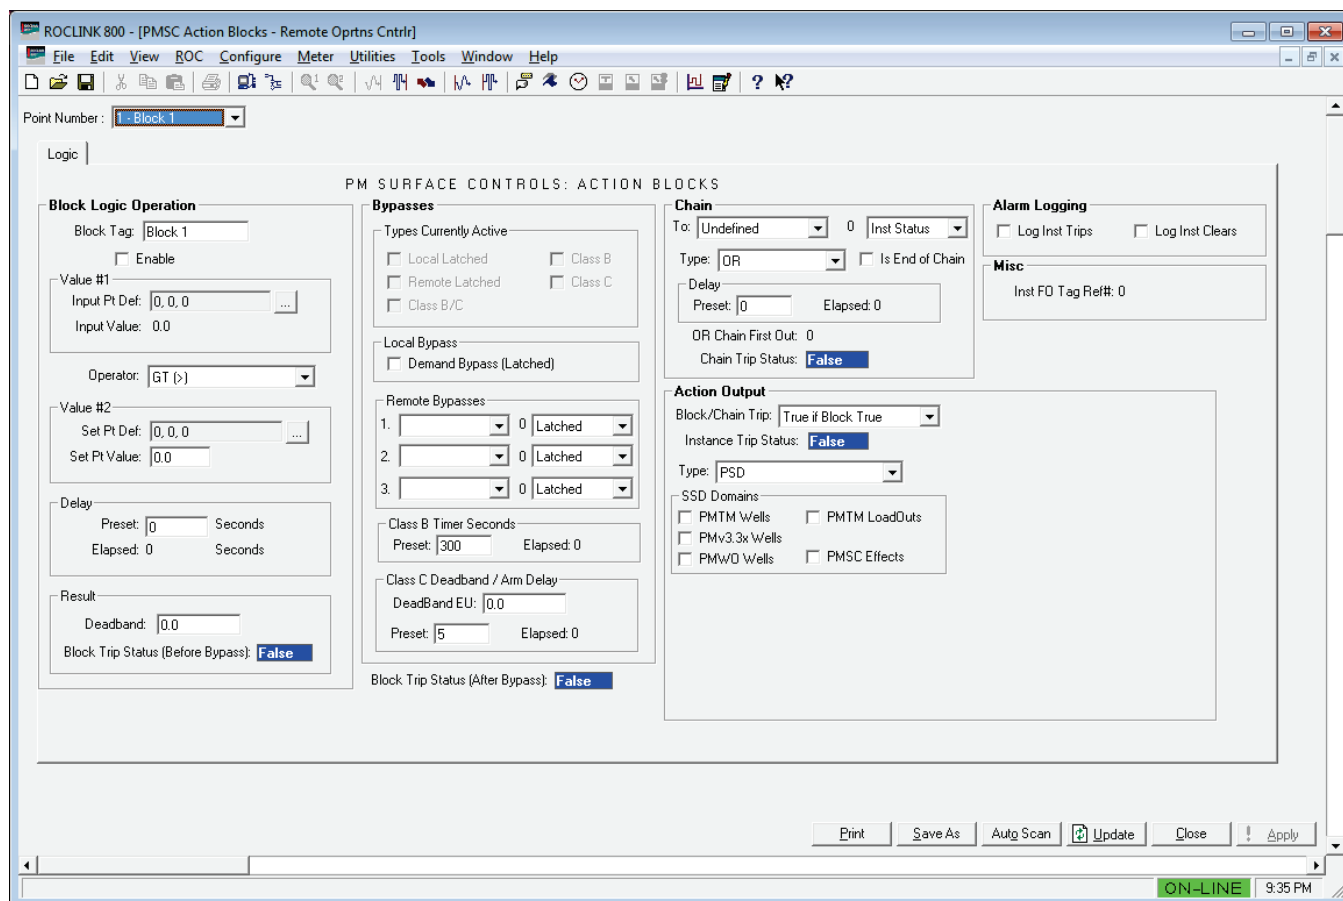 ROCLINK 800 - [PMSC Action Blocks - Remote Oprtns Cntrlr]
File Edit View ROC Configure Meter Utilities Tools Window Help
Point Number : 1 - Block 1
Logic
PM SURFACE CONTROLS: ACTION BLOCKS
Block Logic Operation
Block Tag: Block 1
Enable
Value #1
Input Pt Def: 0, 0, 0 ...
Input Value: 0.0
Operator: GT (>)
Value #2
Set Pt Def: 0, 0, 0 ...
Set Pt Value: 0.0
Delay
Preset: 0 Seconds
Elapsed: 0 Seconds
Result
Deadband: 0.0
Block Trip Status (Before Bypass): False
Bypasses
Types Currently Active
Local Latched Class B
Remote Latched Class C
Class B/C
Local Bypass
Demand Bypass (Latched)
Remote Bypasses
1. 0 Latched
2. 0 Latched
3. 0 Latched
Class B Timer Seconds
Preset: 300 Elapsed: 0
Class C Deadband / Arm Delay
DeadBand EU: 0.0
Preset: 5 Elapsed: 0
Block Trip Status (After Bypass): False
Chain
To: Undefined 0 Inst Status
Type: OR Is End of Chain
Delay
Preset: 0 Elapsed: 0
OR Chain First Out: 0
Chain Trip Status: False
Action Output
Block/Chain Trip: True if Block True
Instance Trip Status: False
Type: PSD
SSD Domains
PMTM Wells PMTM LoadOuts
PMv3.3x Wells
PMWO Wells PMSC Effects
Alarm Logging
Log Inst Trips Log Inst Clears
Misc
Inst FO Tag Ref#: 0
Print Save As Auto Scan Update Close ! Apply
ON-LINE 9:35 PM